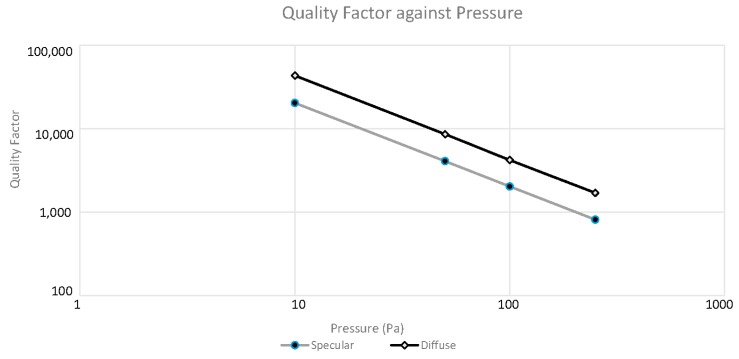 Quality Factor against Pressure
100,000
10,000
1,000
100
Quality Factor
1 10 100 1000
Pressure (Pa)
Specular Diffuse